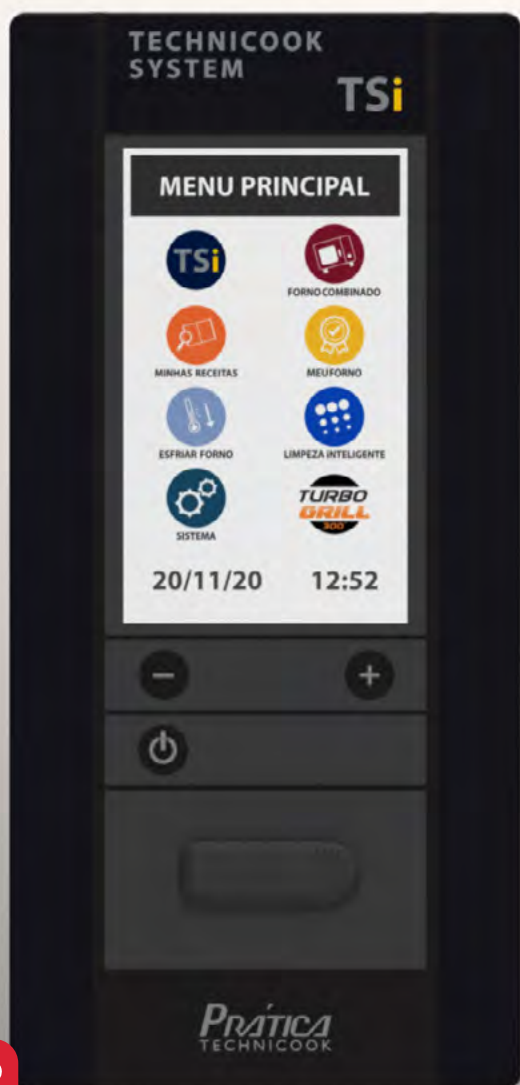 TECHNICOOK
SYSTEM
TSi
MENU PRINCIPAL
TSi
FORNO COMBINADO
MINHAS RECEITAS
MEU FORNO
ESFRIAR FORNO
LIMPEZA INTELIGENTE
SISTEMA
TURBO
GRILL
300
20/11/20
12:52
PRÁTICA
TECHNICOOK